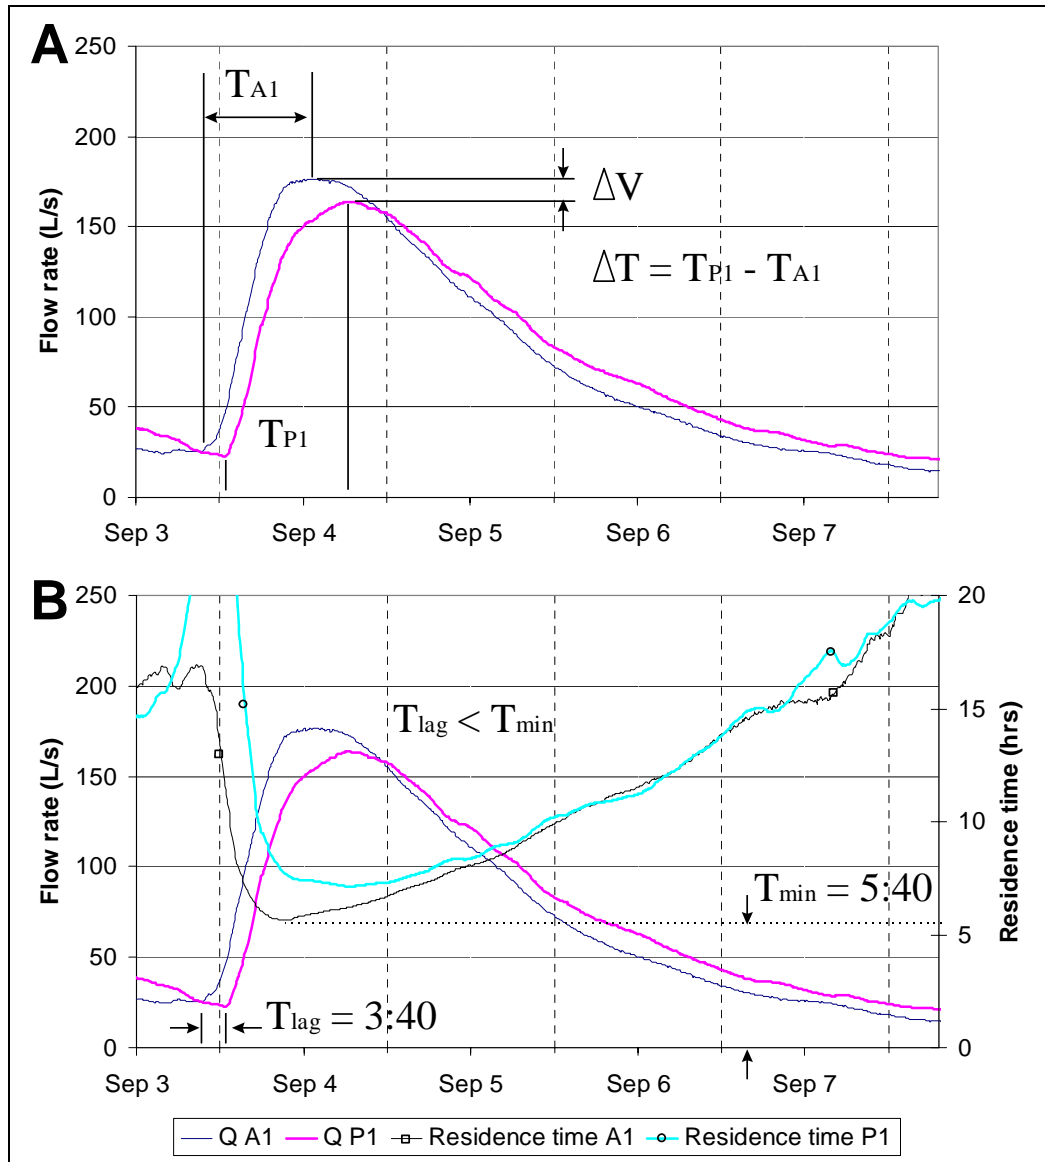 A
250
200
150
100
50
0
Flow rate (L/s)
TA1
ΔV
ΔT = TP1 - TA1
TP1
Sep 3 Sep 4 Sep 5 Sep 6 Sep 7
B
250
200
150
100
50
0
Flow rate (L/s)
20
15
10
5
0
Residence time (hrs)
Tlag < Tmin
Tmin = 5:40
Tlag = 3:40
Sep 3 Sep 4 Sep 5 Sep 6 Sep 7
Q A1 Q P1 Residence time A1 Residence time P1